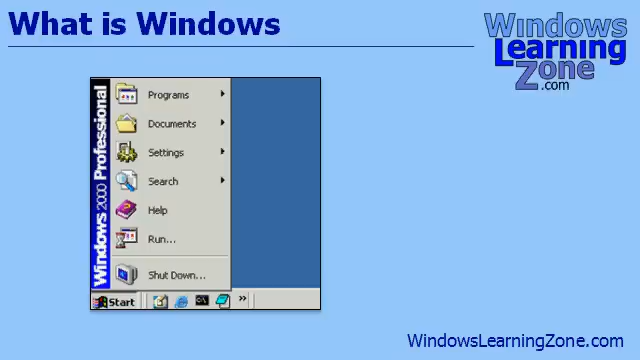 What is Windows
Windows
Learning
Zone
.com
Windows 2000 Professional
Programs
Documents
Settings
Search
Help
Run...
Shut Down...
Start
C:\
»
WindowsLearningZone.com